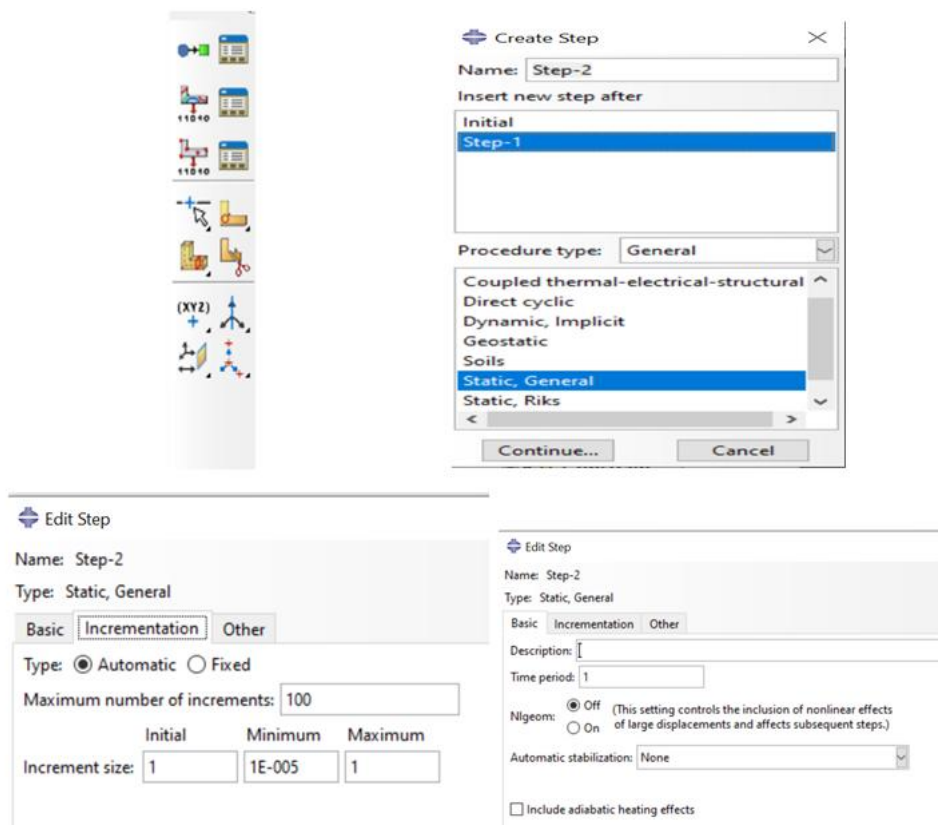 11010
11010
(XYZ)
Create Step
Name: Step-2
Insert new step after
Initial
Step-1
Procedure type: General
Coupled thermal-electrical-structural
Direct cyclic
Dynamic, Implicit
Geostatic
Soils
Static, General
Static, Riks
Continue... Cancel
Edit Step
Name: Step-2
Type: Static, General
Basic Incrementation Other
Type: Automatic Fixed
Maximum number of increments: 100
Initial Minimum Maximum
Increment size: 1 1E-005 1
Edit Step
Name: Step-2
Type: Static, General
Basic Incrementation Other
Description:
Time period: 1
Nlgeom: Off (This setting controls the inclusion of nonlinear effects
On of large displacements and affects subsequent steps.)
Automatic stabilization: None
Include adiabatic heating effects